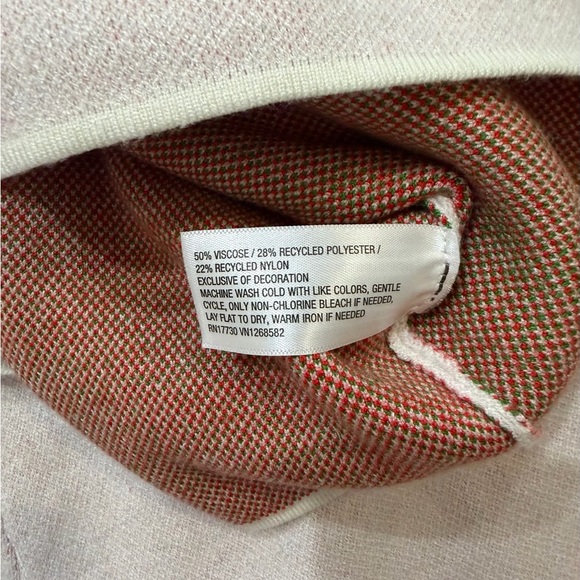 50% VISCOSE / 28% RECYCLED POLYESTER /
22% RECYCLED NYLON
EXCLUSIVE OF DECORATION
MACHINE WASH COLD WITH LIKE COLORS, GENTLE
CYCLE, ONLY NON-CHLORINE BLEACH IF NEEDED,
LAY FLAT TO DRY, WARM IRON IF NEEDED
RN17730 VN1268582